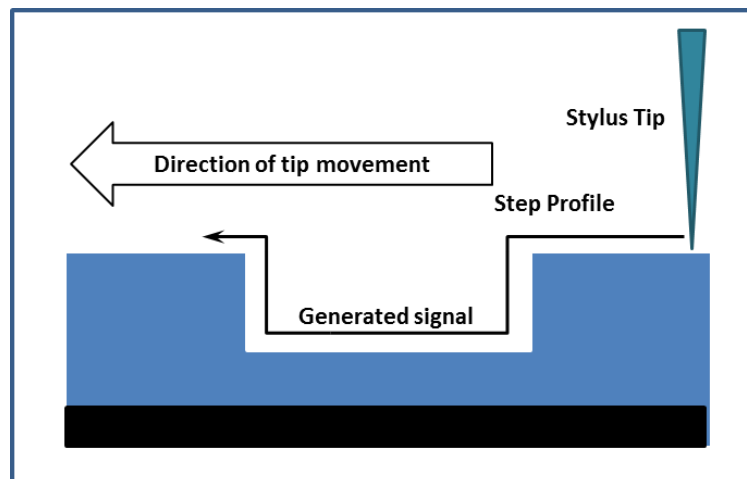 Stylus Tip
Direction of tip movement
Step Profile
Generated signal